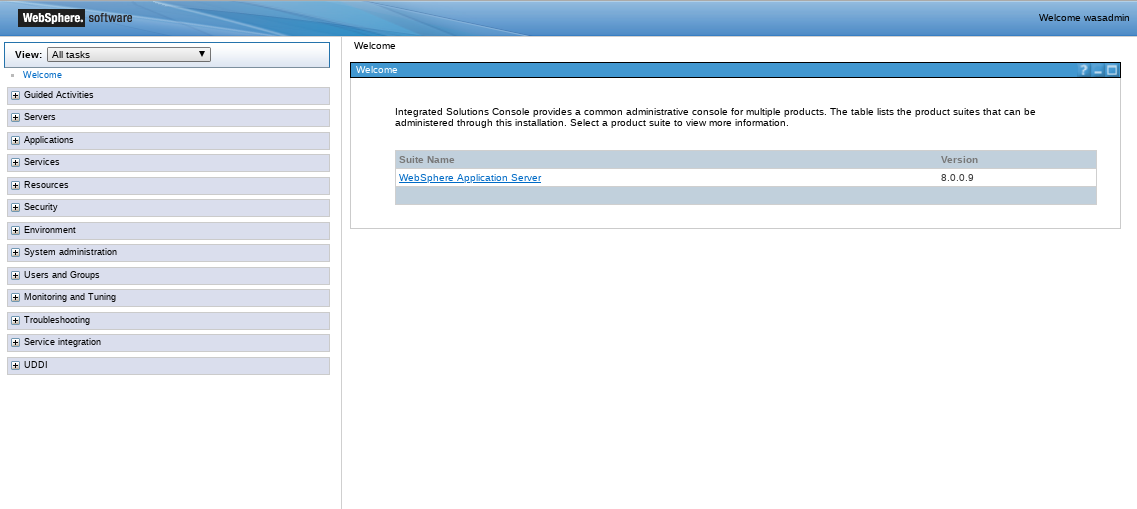 WebSphere. software
Welcome wasadmin
View: All tasks
Welcome
Guided Activities
Servers
Applications
Services
Resources
Security
Environment
System administration
Users and Groups
Monitoring and Tuning
Troubleshooting
Service integration
UDDI
Welcome
Welcome
Integrated Solutions Console provides a common administrative console for multiple products. The table lists the product suites that can be
administered through this installation. Select a product suite to view more information.
Suite Name Version
WebSphere Application Server 8.0.0.9